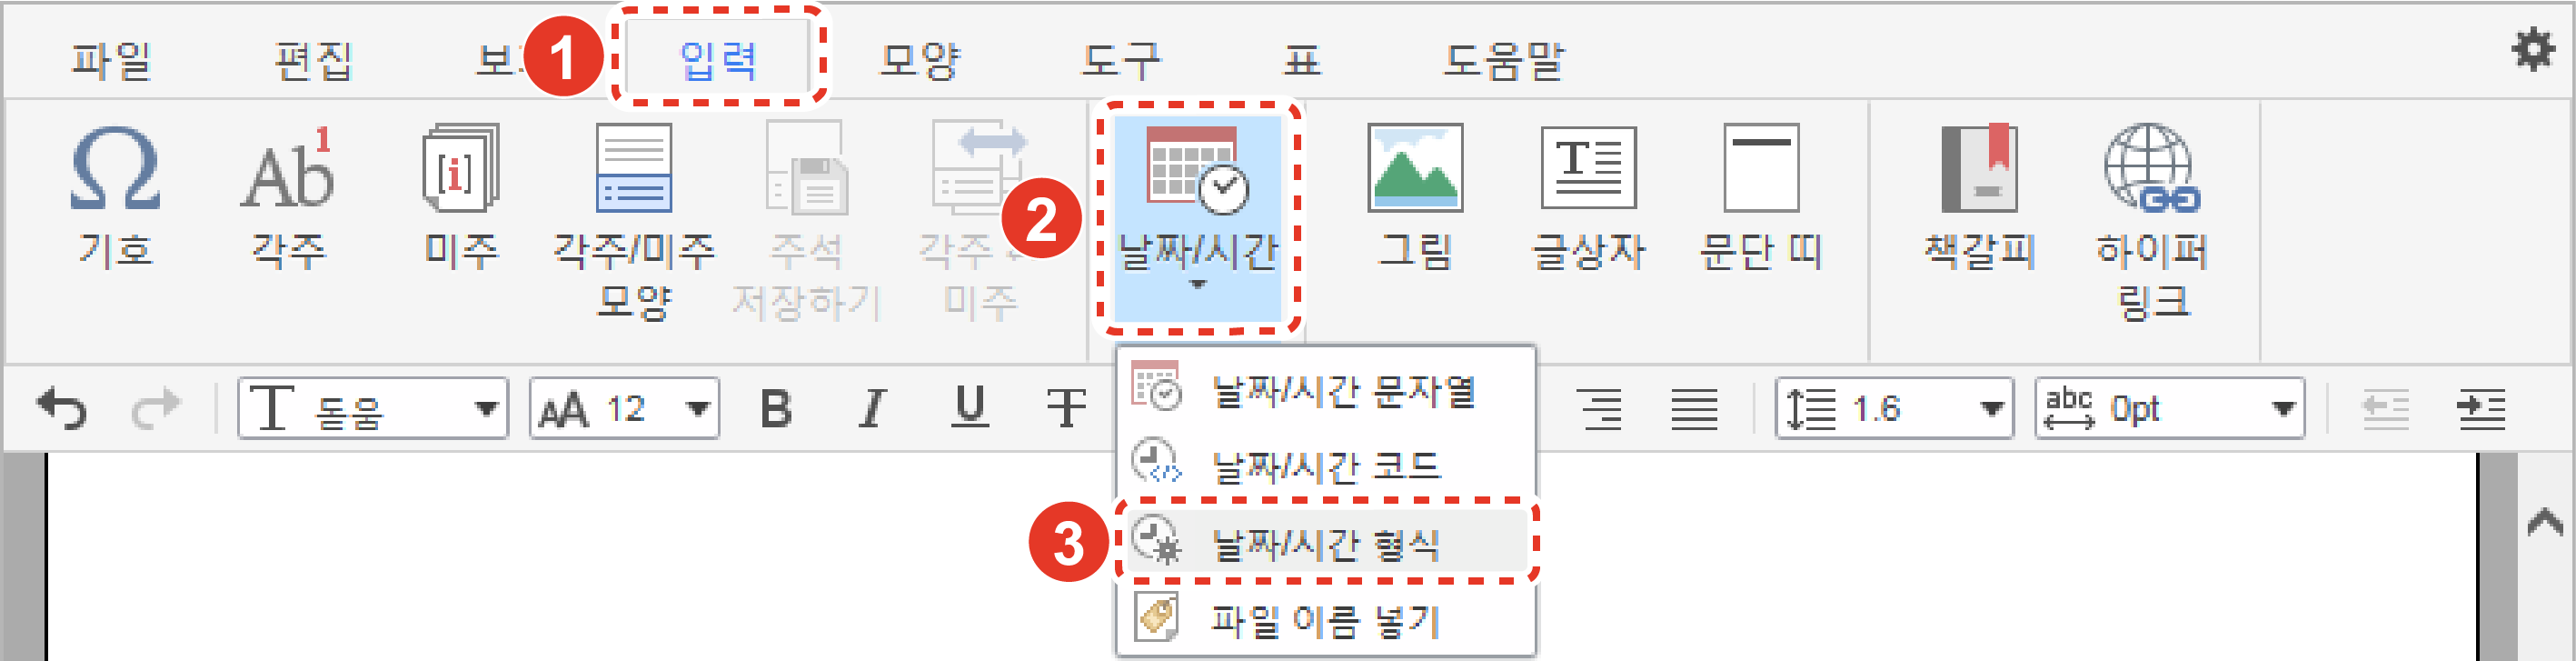 파일 편집 보 1 입력 모양 도구 표 도움말
Ω Ab1 [i] 2 T
기호 각주 미주 각주/미주 주석 각주 날짜/시간 그림 글상자 문단 띠 책갈피 하이퍼
모양 저장하기 미주 링크
T 돋움 AA 12 B I U T 1.6 abc 0pt
날짜/시간 문자열
날짜/시간 코드
3 날짜/시간 형식
파일 이름 넣기